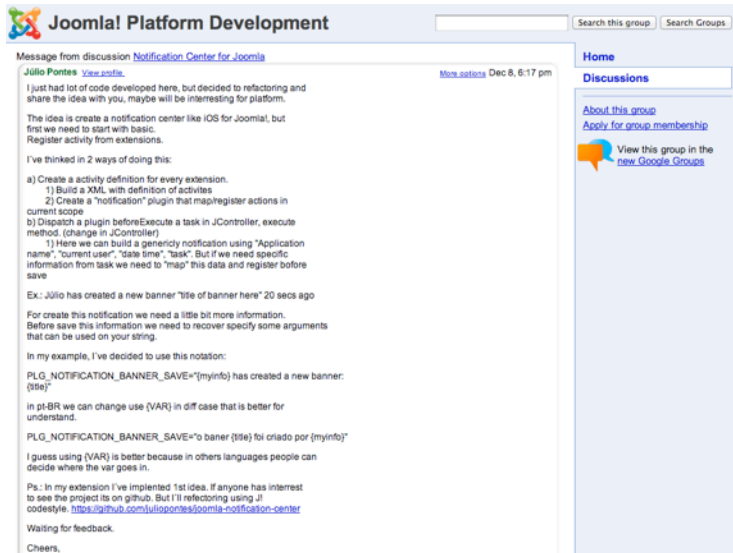 Joomla! Platform Development
Search this group
Search Groups
Message from discussion Notification Center for Joomla
Júlio Pontes View profile
More options Dec 8, 6:17 pm
I just had lot of code developed here, but decided to refactoring and
share the idea with you, maybe will be interresting for platform.
The idea is create a notification center like iOS for Joomla!, but
first we need to start with basic.
Register activity from extensions.
I`ve thinked in 2 ways of doing this:
a) Create a activity definition for every extension.
1) Build a XML with definition of activites
2) Create a "notification" plugin that map/register actions in
current scope
b) Dispatch a plugin beforeExecute a task in JController, execute
method. (change in JController)
1) Here we can build a genericly notification using "Application
name", "current user", "date time", "task". But if we need specific
information from task we need to "map" this data and register bofore
save
Ex.: Júlio has created a new banner "title of banner here" 20 secs ago
For create this notification we need a little bit more information.
Before save this information we need to recover specify some arguments
that can be used on your string.
In my example, I`ve decided to use this notation:
PLG_NOTIFICATION_BANNER_SAVE="{myinfo} has created a new banner:
{title}"
in pt-BR we can change use {VAR} in diff case that is better for
understand.
PLG_NOTIFICATION_BANNER_SAVE="o baner {title} foi criado por {myinfo}"
I guess using {VAR} is better because in others languages people can
decide where the var goes in.
Ps.: In my extension I`ve implented 1st idea. If anyone has interrest
to see the project its on github. But I`ll refectoring using J!
codestyle. https://github.com/juliopontes/joomla-notification-center
Waiting for feedback.
Cheers,
Home
Discussions
About this group
Apply for group membership
View this group in the
new Google Groups